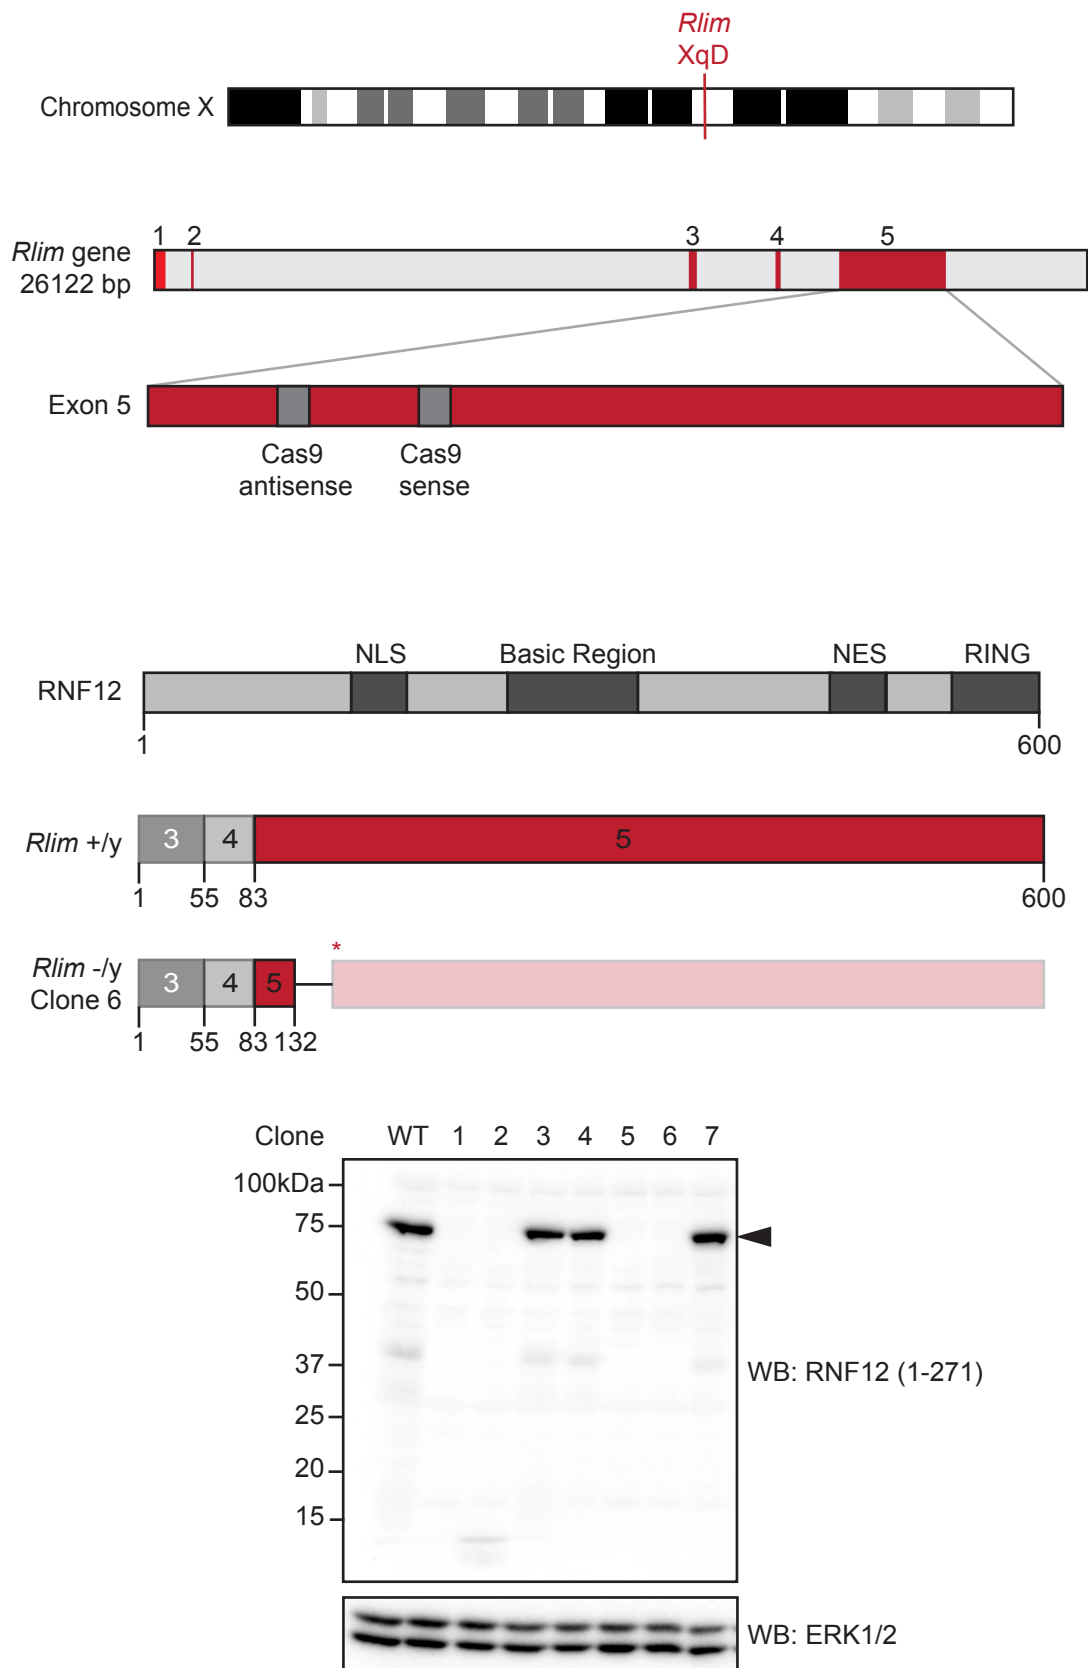 Rlim
XqD
Chromosome X
1 2 3 4 5
Rlim gene
26122 bp
Exon 5
Cas9
antisense
Cas9
sense
NLS Basic Region NES RING
RNF12
1 600
Rlim +/y
3 4 5
1 55 83 600
*
Rlim -/y
Clone 6
3 4 5
1 55 83 132
Clone WT 1 2 3 4 5 6 7
100kDa
75
50
37
25
20
15
WB: RNF12 (1-271)
WB: ERK1/2